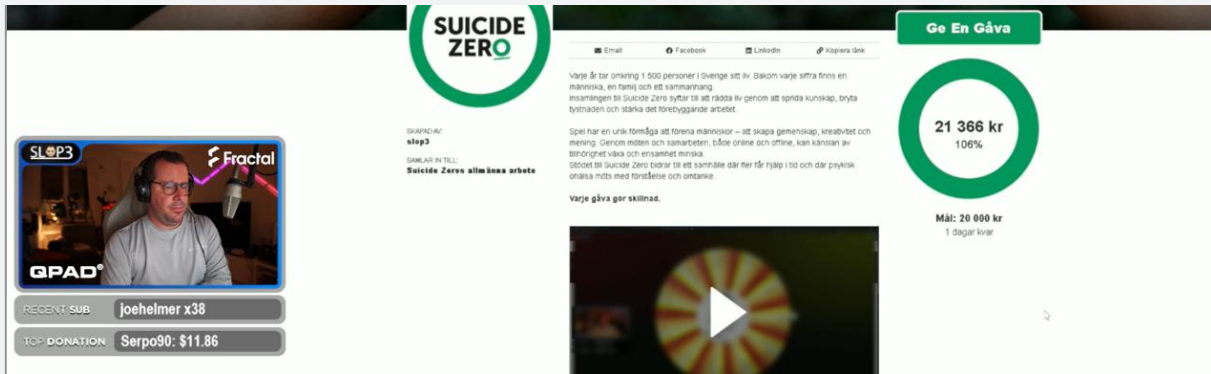 SUICIDE
ZERO
Email
Facebook
LinkedIn
Kopiera länk
Ge En Gåva
Varje år tar omkring 1 500 personer i Sverige sitt liv. Bakom varje siffra finns en
människa, en familj och ett sammanhang.
Insamlingen till Suicide Zero syftar till att rädda liv genom att sprida kunskap, bryta
tystnaden och stärka det förebyggande arbetet.
Spel har en unik förmåga att förena människor – att skapa gemenskap, kreativitet och
mening. Genom möten och samarbeten, både online och offline, kan känslan av
tillhörighet växa och ensamhet minska.
Stödet till Suicide Zero bidrar till ett samhälle där fler får hjälp i tid och där psykisk
ohälsa möts med förståelse och omtanke.
Varje gåva gör skillnad.
SKAPAD AV:
slop3
SAMLAR IN TILL:
Suicide Zeros allmänna arbete
21 366 kr
106%
Mål: 20 000 kr
1 dagar kvar
SLOP3
Fractal
QPAD®
RECENT SUB
joehelmer x38
TOP DONATION
Serpo90: $11.86